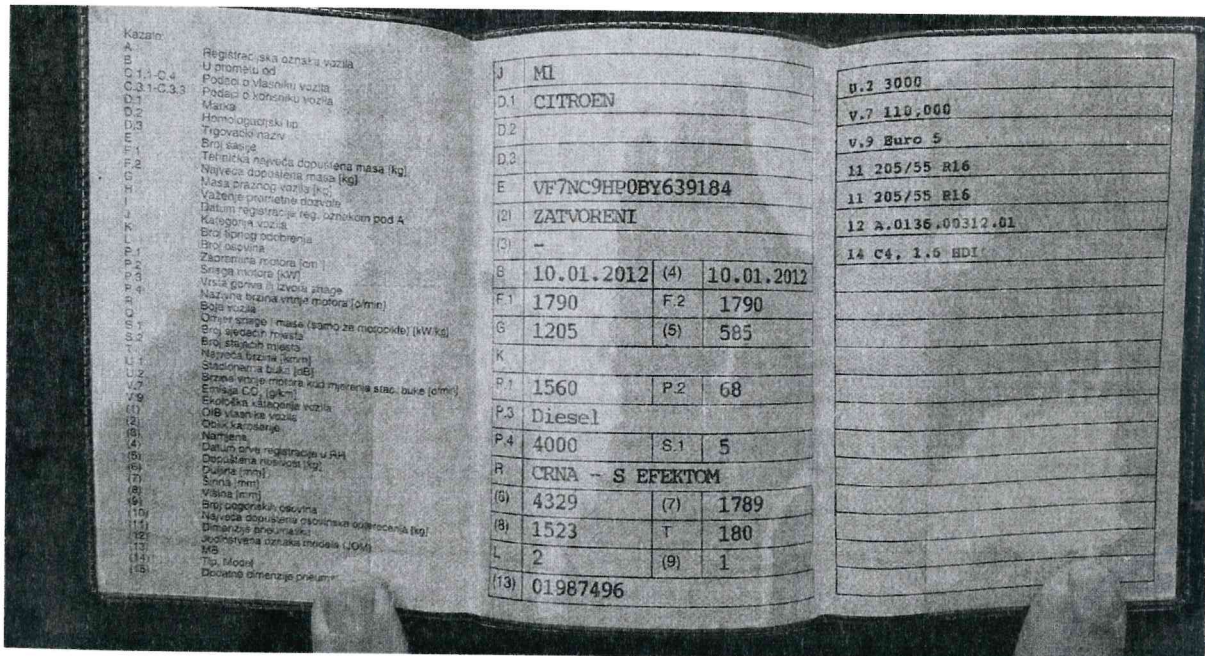 Kazalo:
A Registracijska oznaka vozila
B U prometu od
C.1.1-C.4 Podaci o vlasniku vozila
C.3.1-C.3.3 Podaci o korisniku vozila
D.1 Marka
D.2 Homologacijski tip
D.3 Trgovački naziv
E Broj šasije
F.1 Tehnička najveća dopuštena masa [kg]
F.2 Najveća dopuštena masa [kg]
G Masa praznog vozila [kg]
H Važenje prometne dozvole
I Datum registracije reg. oznakom pod A
J Kategorija vozila
K Broj tipnog odobrenja
L Broj osovina
P.1 Zapremina motora [cm³]
P.2 Snaga motora [kW]
P.3 Vrsta goriva ili izvora snage
P.4 Nazivna brzina vrtnje motora [o/min]
R Boja vozila
Q Omjer snage i mase (samo za motocikle) [kW/kg]
S.1 Broj sjedaćih mjesta
S.2 Broj stajaćih mjesta
T Najveća brzina [km/h]
U.1 Stacionarna buka [dB]
U.2 Brzina vrtnje motora kod mjerenja stac. buke [o/min]
V.7 Emisija CO₂ [g/km]
V.9 Ekološka kategorija vozila
(1) OIB vlasnika vozila
(2) Oblik karoserije
(3) Namjena
(4) Datum prve registracije u RH
(5) Dopuštena nosivost [kg]
(6) Duljina [mm]
(7) Širina [mm]
(8) Visina [mm]
(9) Broj pogonskih osovina
(10) Najveća dopuštena osovinska opterećenja [kg]
(11) Dimenzije pneumatika
(12) Jedinstvena oznaka modela (JOM)
(13) MB
(14) Tip, Model
(15) Dodatne dimenzije pneum
J M1
D.1 CITROEN
D.2
D.3
E VF7NC9HP0BY639184
(2) ZATVORENI
(3) –
B 10.01.2012 (4) 10.01.2012
F.1 1790 F.2 1790
G 1205 (5) 585
K
P.1 1560 P.2 68
P.3 Diesel
P.4 4000 S.1 5
R CRNA - S EFEKTOM
(6) 4329 (7) 1789
(8) 1523 T 180
L 2 (9) 1
(13) 01987496
U.2 3000
V.7 110,000
V.9 Euro 5
11 205/55 R16
11 205/55 R16
12 A.0136.00312.01
14 C4, 1.6 HDI